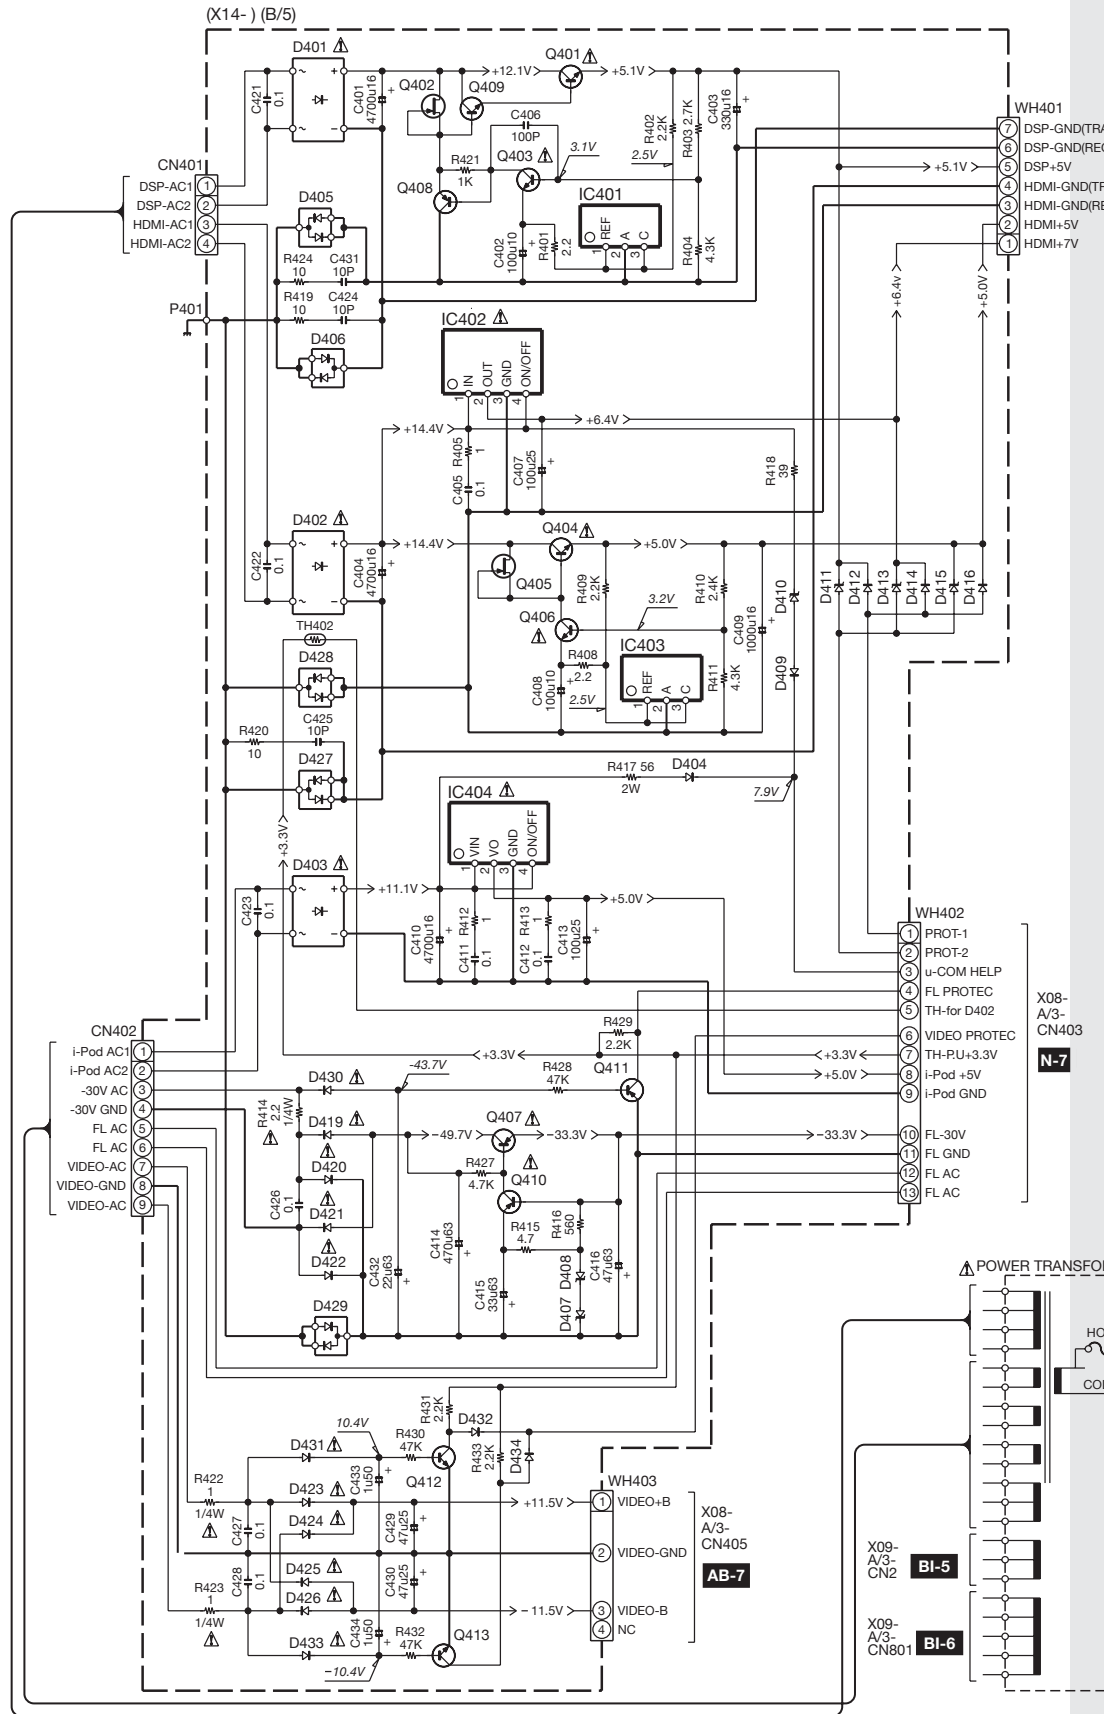 (X14- ) (B/5)
D401
Q401
C421
0.1
C401
4700u16
+
Q402
Q409
+12.1V
+5.1V
C406
100P
R402
2.2K
R403 2.7K
C403
330u16
+
WH401
7 DSP-GND(TRA
6 DSP-GND(REC
5 DSP+5V
4 HDMI-GND(TR
3 HDMI-GND(RE
2 HDMI+5V
1 HDMI+7V
CN401
DSP-AC1 1
DSP-AC2 2
HDMI-AC1 3
HDMI-AC2 4
R421
1K
Q403
3.1V
2.5V
+5.1V
Q408
D405
IC401
REF
A
C
1
2
3
C402
100u10
+
R401
2.2
R404
4.3K
R424
10
C431
10P
R419
10
C424
10P
P401
D406
+6.4v
+5.0V
IC402
IN
OUT
GND
ON/OFF
1
2
3
4
+6.4V
+14.4V
R405
1
C405
0.1
C407
100u25
+
R418
39
D402
C422
0.1
C404
4700u16
+
+14.4V
Q404
+5.0V
Q405
R409
2.2K
R410
2.4K
D410
D411
D412
D413
D414
D415
D416
TH402
Q406
3.2V
C409
1000u16
+
D428
R408
2.2
IC403
REF
A
C
1
2
3
C408
100u10
+
2.5V
R411
4.3K
D409
R420
10
C425
10P
D427
R417 56
2W
D404
7.9V
IC404
VIN
VO
GND
ON/OFF
1
2
3
4
+3.3V
D403
+11.1V
+5.0V
C423
0.1
C410
4700u16
+
R412
1
C411
0.1
R413
1
C412
0.1
C413
100u25
+
WH402
1 PROT-1
2 PROT-2
3 u-COM HELP
4 FL PROTEC
5 TH-for D402
6 VIDEO PROTEC
7 TH-P.U+3.3V
8 i-Pod +5V
9 i-Pod GND
10 FL-30V
11 FL GND
12 FL AC
13 FL AC
X08-
A/3-
CN403
N-7
CN402
i-Pod AC1 1
i-Pod AC2 2
-30V AC 3
-30V GND 4
FL AC 5
FL AC 6
VIDEO-AC 7
VIDEO-GND 8
VIDEO-AC 9
R429
2.2K
+3.3V
+3.3V
+5.0V
D430
-43.7V
R428
47K
Q411
R414
2.2
1/4W
D419
−49.7V
Q407
−33.3V
−33.3V
D420
R427
4.7K
Q410
C426
0.1
D421
D422
C432
22u63
+
C414
470u63
+
R415
4.7
R416
560
C415
33u63
+
D408
D407
C416
47u63
+
D429
POWER TRANSFO
HO
CO
R431
2.2K
D432
10.4V
R430
47K
D431
Q412
R433
2.2K
D434
C433
1u50
+
R422
1
1/4W
D423
D424
+11.5V
C427
0.1
C429
47u25
+
WH403
1 VIDEO+B
2 VIDEO-GND
3 VIDEO-B
4 NC
X08-
A/3-
CN405
AB-7
C428
0.1
D425
D426
C430
47u25
+
R423
1
1/4W
− 11.5V
C434
1u50
+
R432
47K
D433
Q413
−10.4V
X09-
A/3-
CN2
BI-5
X09-
A/3-
CN801
BI-6